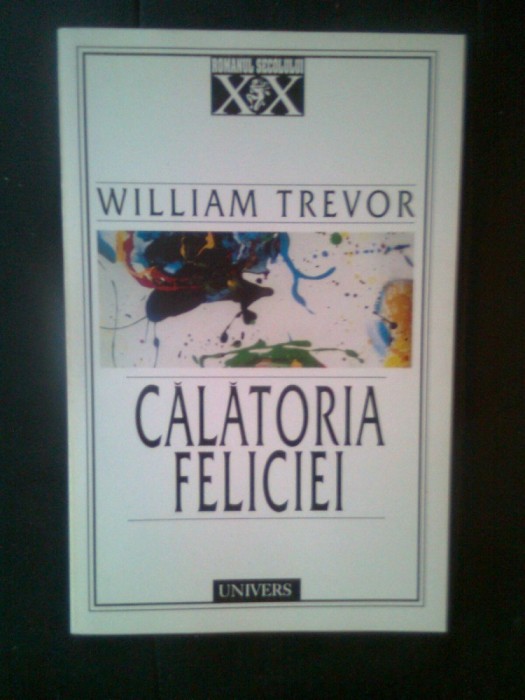 ROMANUL SECOLULUI
XX
WILLIAM TREVOR
CĂLĂTORIA
FELICIEI
UNIVERS